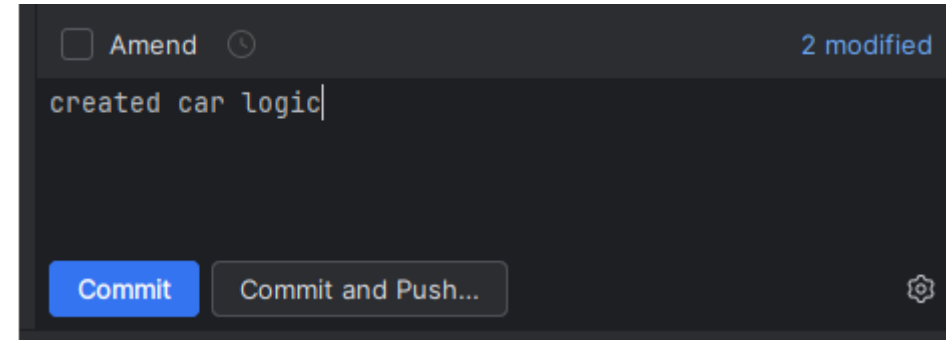 Amend 2 modified
created car logic
Commit Commit and Push...